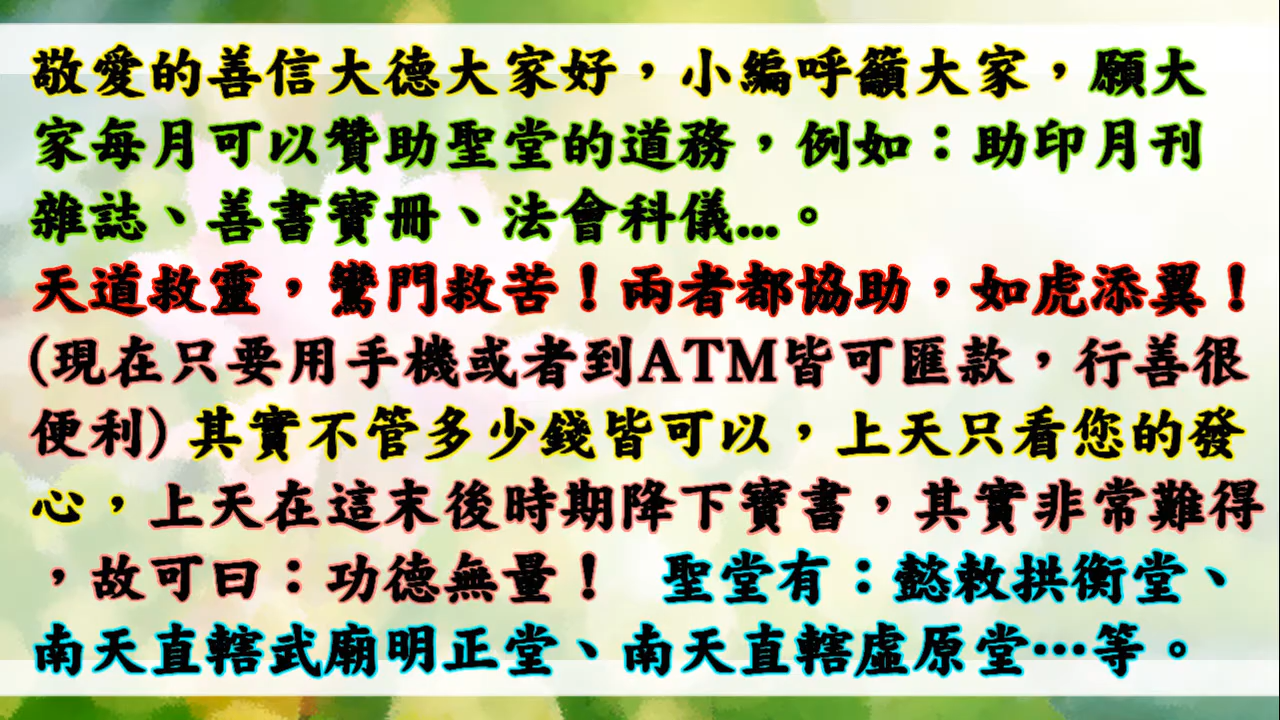 敬愛的善信大德大家好，小編呼籲大家，願大
家每月可以贊助聖堂的道務，例如：助印月刊
雜誌、善書寶冊、法會科儀...。
天道救靈，鸞門救苦！兩者都協助，如虎添翼！
(現在只要用手機或者到ATM皆可匯款，行善很
便利) 其實不管多少錢皆可以，上天只看您的發
心，上天在這末後時期降下寶書，其實非常難得
，故可曰：功德無量！ 聖堂有：懿敕拱衡堂、
南天直轄武廟明正堂、南天直轄虛原堂…等。